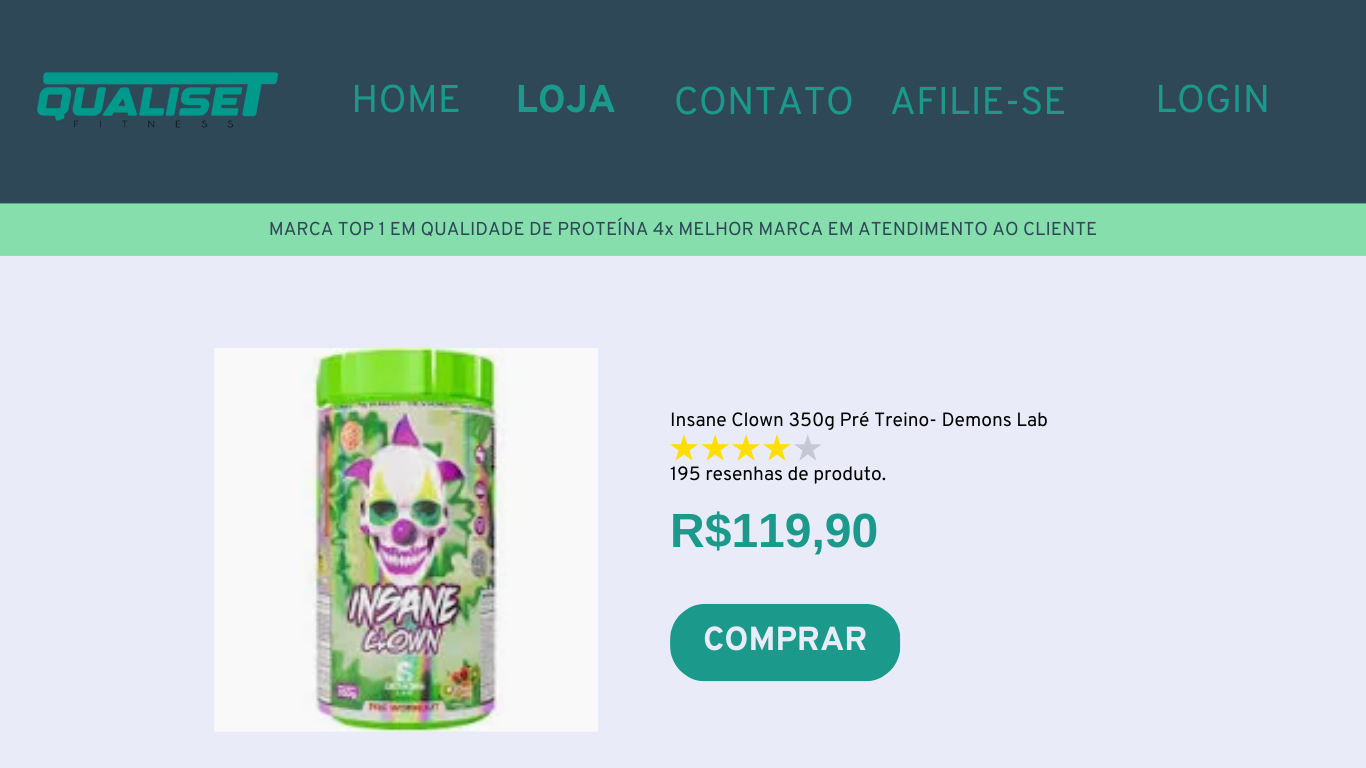 QUALISET
FITNESS
HOME
LOJA
CONTATO
AFILIE-SE
LOGIN
MARCA TOP 1 EM QUALIDADE DE PROTEÍNA 4x MELHOR MARCA EM ATENDIMENTO AO CLIENTE
Insane Clown 350g Pré Treino- Demons Lab
195 resenhas de produto.
R$119,90
COMPRAR
INSANE
CLOWN
PRE WORKOUT